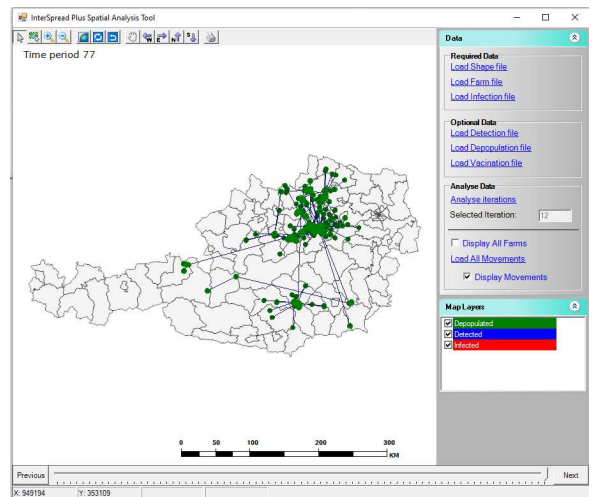 InterSpread Plus Spatial Analysis Tool
Time period 77
Data
Required Data
Load Shape file
Load Farm file
Load Infection file
Optional Data
Load Detection file
Load Depopulation file
Load Vacination file
Analyse Data
Analyse iterations
Selected Iteration: 12
Display All Farms
Load All Movements
Display Movements
Map Layers
Depopulated
Detected
Infected
0 50 100 200 300
KM
Previous
Next
X: 949194 Y: 353109